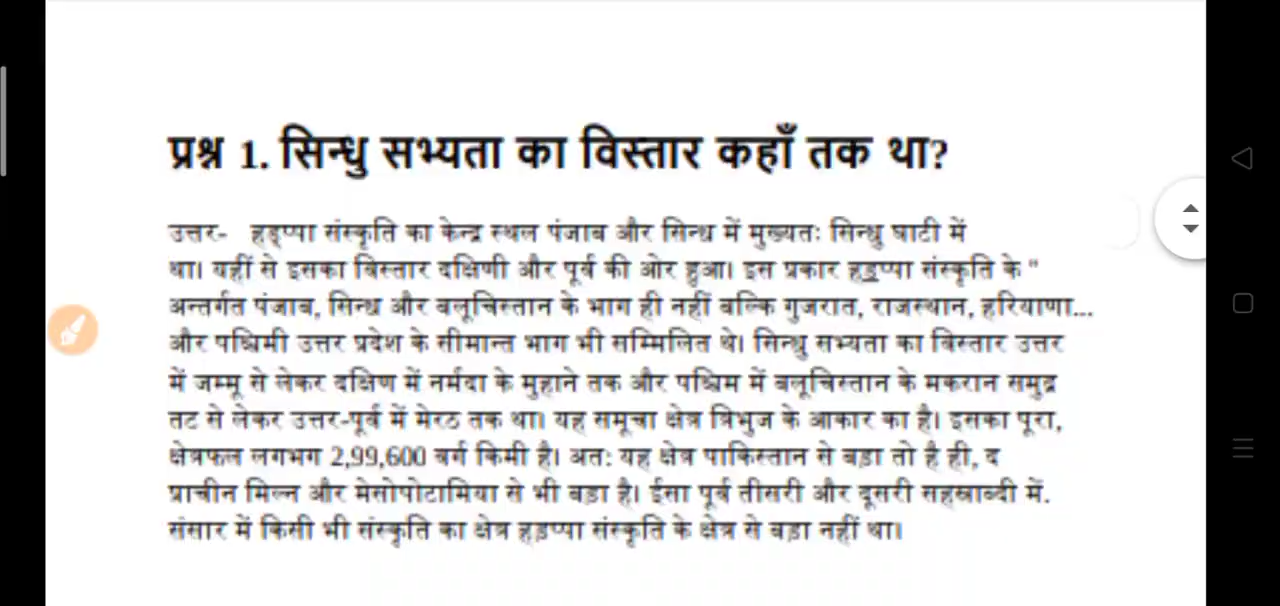 प्रश्न 1. सिन्धु सभ्यता का विस्तार कहाँ तक था?
उत्तर- हड़प्पा संस्कृति का केन्द्र स्थल पंजाब और सिन्ध में मुख्यतः सिन्धु घाटी में
था। यहीं से इसका विस्तार दक्षिणी और पूर्व की ओर हुआ। इस प्रकार हड़प्पा संस्कृति के "
अन्तर्गत पंजाब, सिन्ध और बलूचिस्तान के भाग ही नहीं बल्कि गुजरात, राजस्थान, हरियाणा...
और पश्चिमी उत्तर प्रदेश के सीमान्त भाग भी सम्मिलित थे। सिन्धु सभ्यता का विस्तार उत्तर
में जम्मू से लेकर दक्षिण में नर्मदा के मुहाने तक और पश्चिम में बलूचिस्तान के मकरान समुद्र
तट से लेकर उत्तर-पूर्व में मेरठ तक था। यह समूचा क्षेत्र त्रिभुज के आकार का है। इसका पूरा,
क्षेत्रफल लगभग 2,99,600 वर्ग किमी है। अत: यह क्षेत्र पाकिस्तान से बड़ा तो है ही, द
प्राचीन मिस्न और मेसोपोटामिया से भी बड़ा है। ईसा पूर्व तीसरी और दूसरी सहस्राब्दी में.
संसार में किसी भी संस्कृति का क्षेत्र हड़प्पा संस्कृति के क्षेत्र से बड़ा नहीं था।